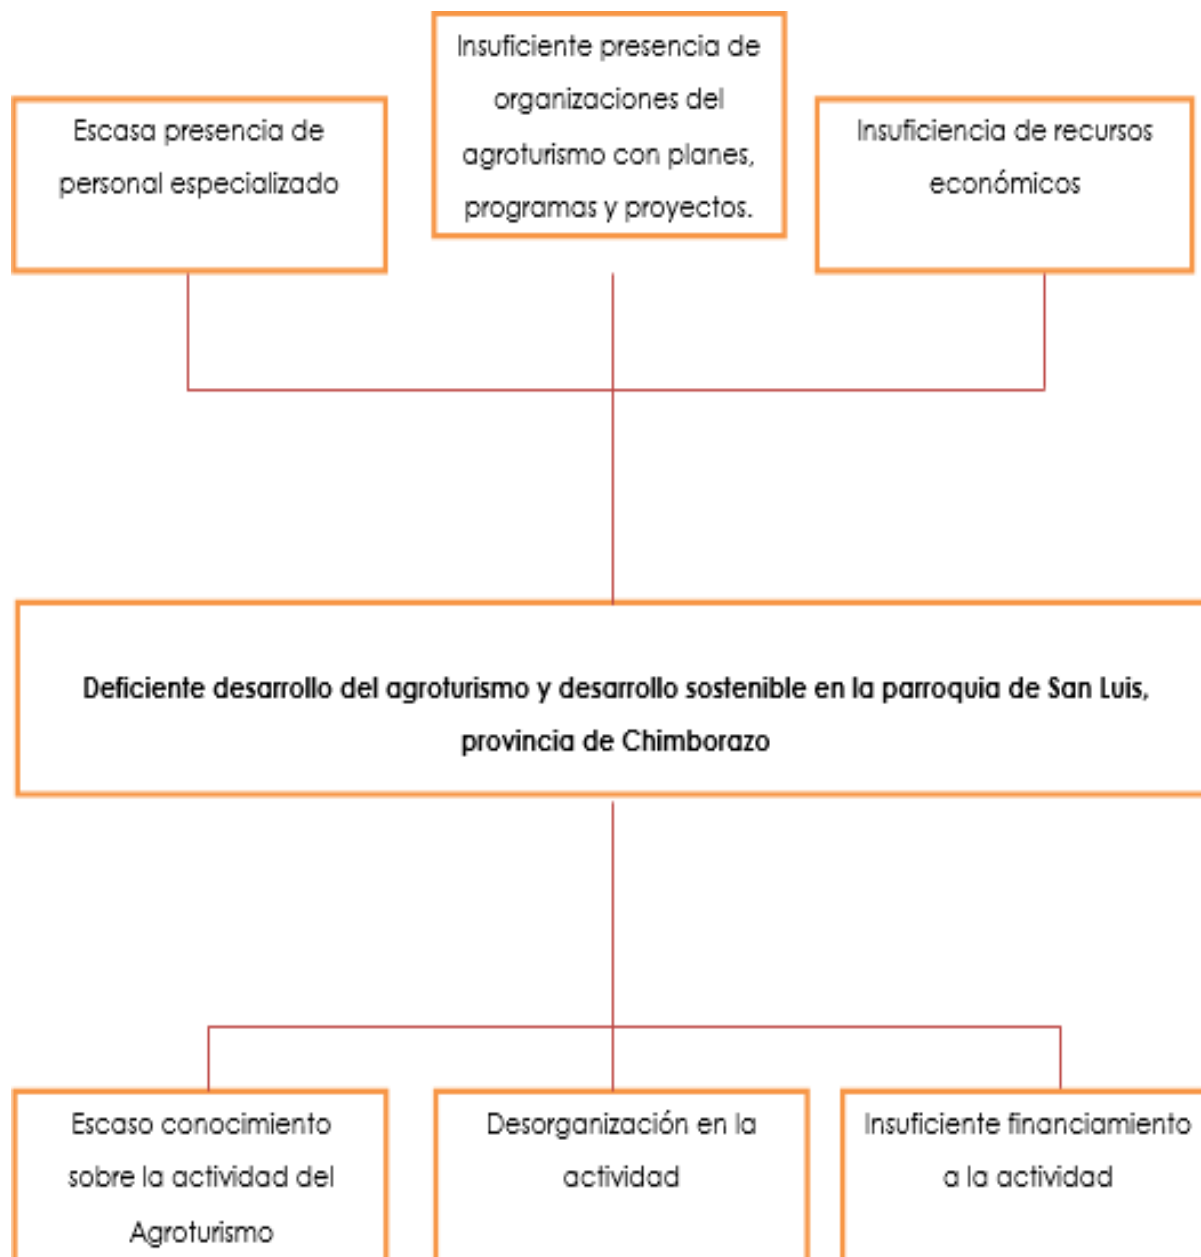 Insuficiente presencia de
organizaciones del
agroturismo con planes,
programas y proyectos.
Escasa presencia de
personal especializado
Insuficiencia de recursos
económicos
Deficiente desarrollo del agroturismo y desarrollo sostenible en la parroquia de San Luis,
provincia de Chimborazo
Escaso conocimiento
sobre la actividad del
Agroturismo
Desorganización en la
actividad
Insuficiente financiamiento
a la actividad